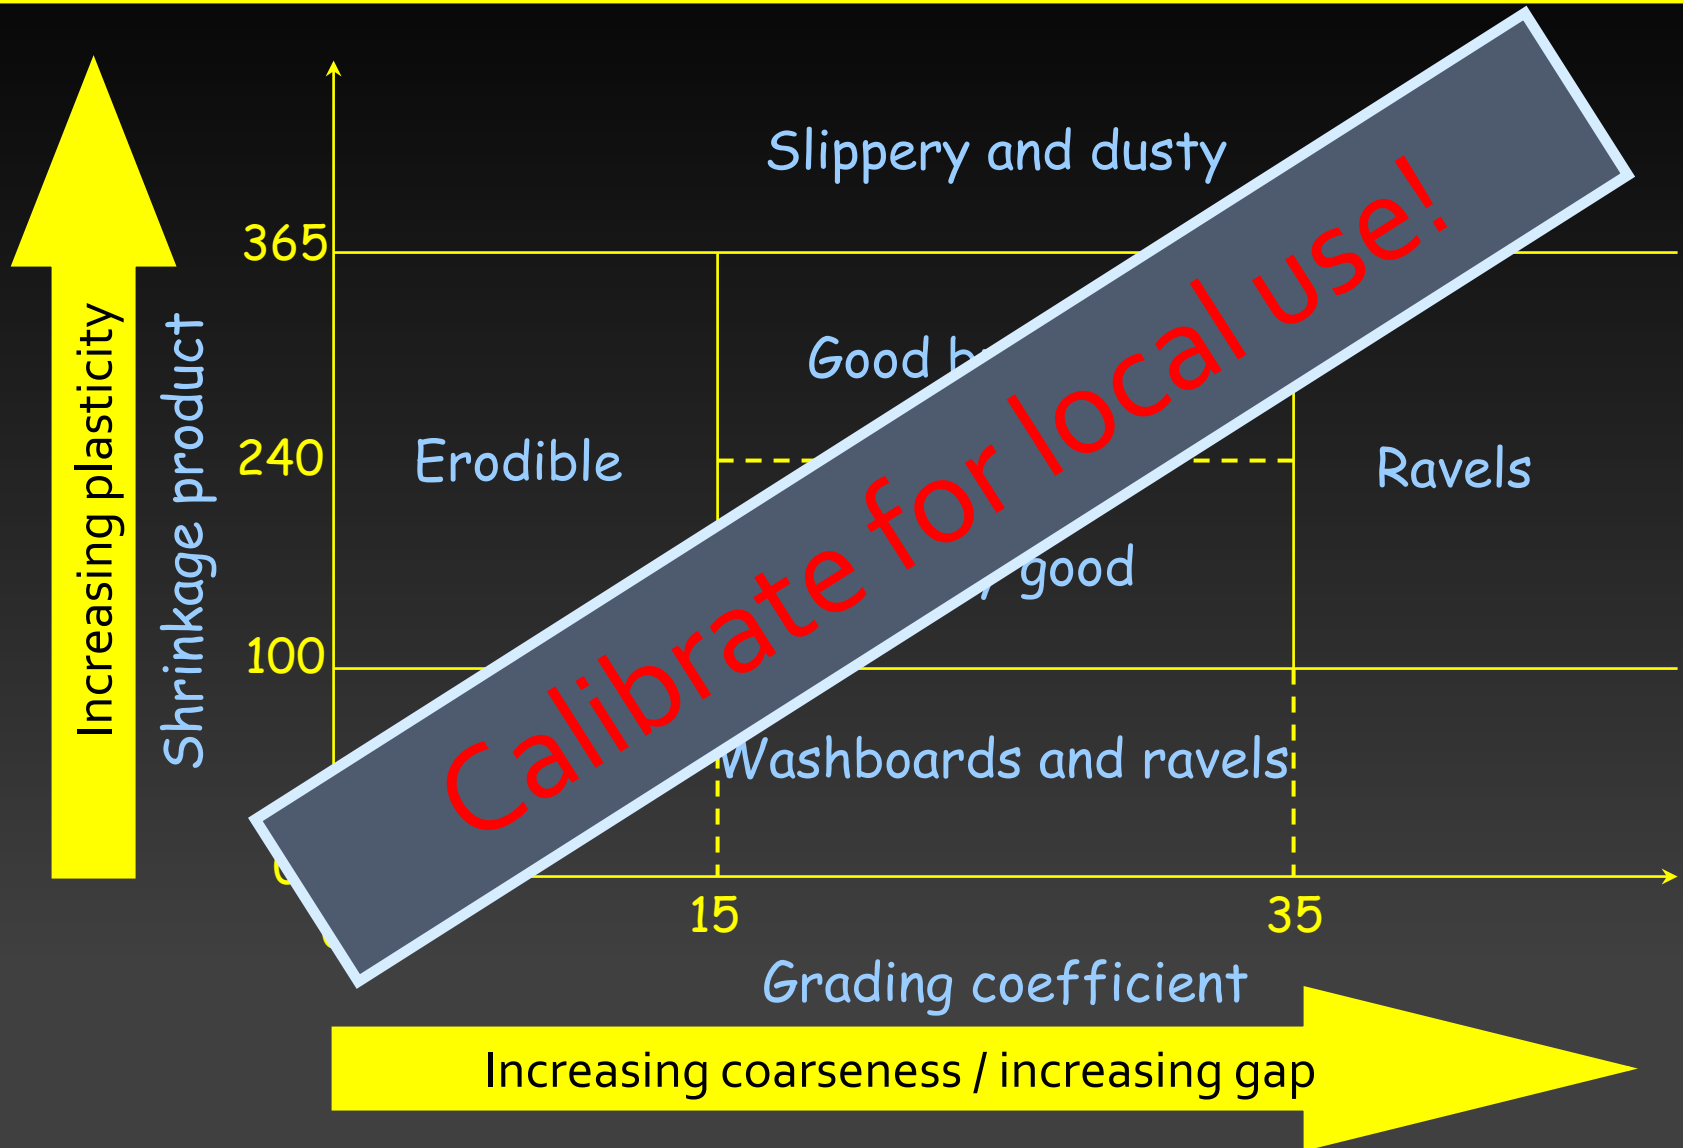 Slippery and dusty
365
Good
Increasing plasticity
Shrinkage product
240
Erodible
Ravels
Calibrate for local use!
good
100
Washboards and ravels
15
35
Grading coefficient
Increasing coarseness / increasing gap